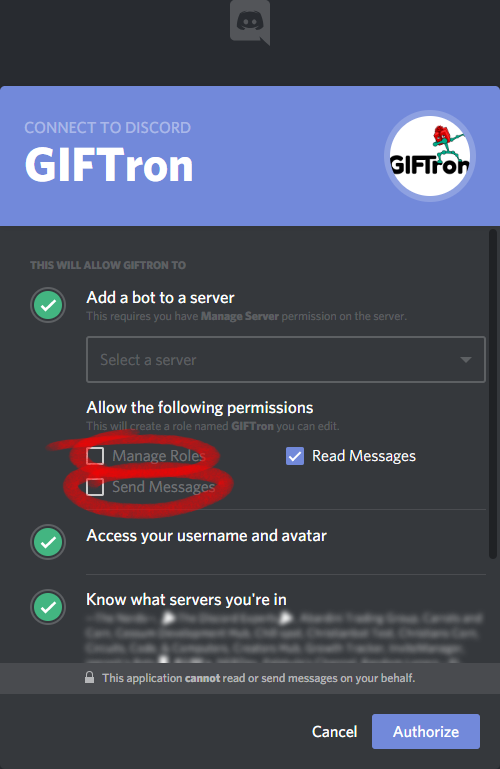 CONNECT TO DISCORD
GIFTron
GIFTron
THIS WILL ALLOW GIFTRON TO
Add a bot to a server
This requires you have Manage Server permission on the server.
Select a server
Allow the following permissions
This will create a role named GIFTron you can edit.
Manage Roles
Read Messages
Send Messages
Access your username and avatar
Know what servers you're in
This application cannot read or send messages on your behalf.
Cancel
Authorize